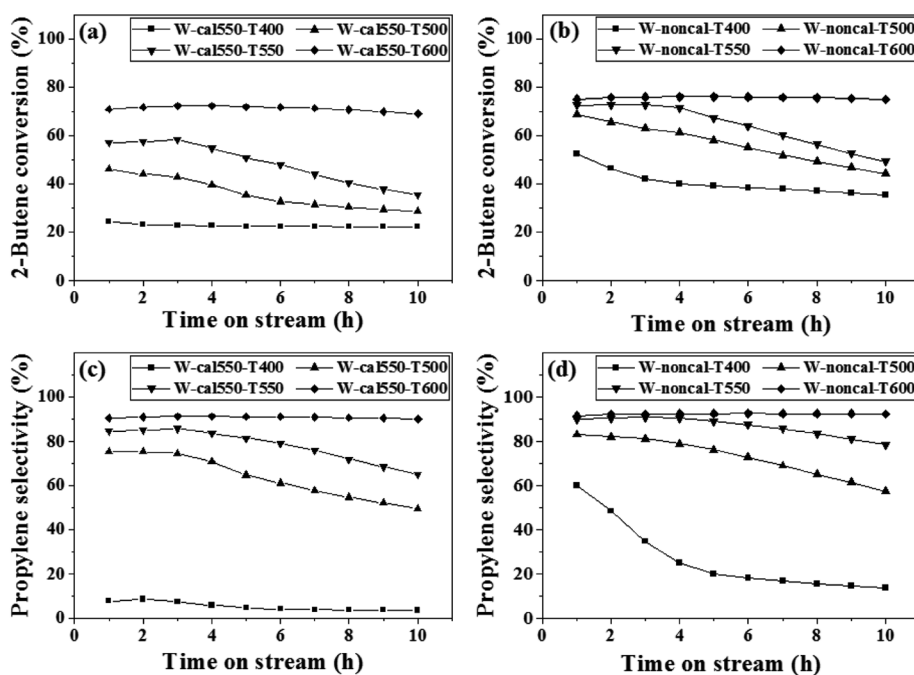 (a) W-cal550-T400 W-cal550-T500
W-cal550-T550 W-cal550-T600
2-Butene conversion (%)
100
80
60
40
20
0
0 2 4 6 8 10
Time on stream (h)
(b) W-noncal-T400 W-noncal-T500
W-noncal-T550 W-noncal-T600
2-Butene conversion (%)
100
80
60
40
20
0
0 2 4 6 8 10
Time on stream (h)
(c) W-cal550-T400 W-cal550-T500
W-cal550-T550 W-cal550-T600
Propylene selectivity (%)
100
80
60
40
20
0
0 2 4 6 8 10
Time on stream (h)
(d) W-noncal-T400 W-noncal-T500
W-noncal-T550 W-noncal-T600
Propylene selectivity (%)
100
80
60
40
20
0
0 2 4 6 8 10
Time on stream (h)